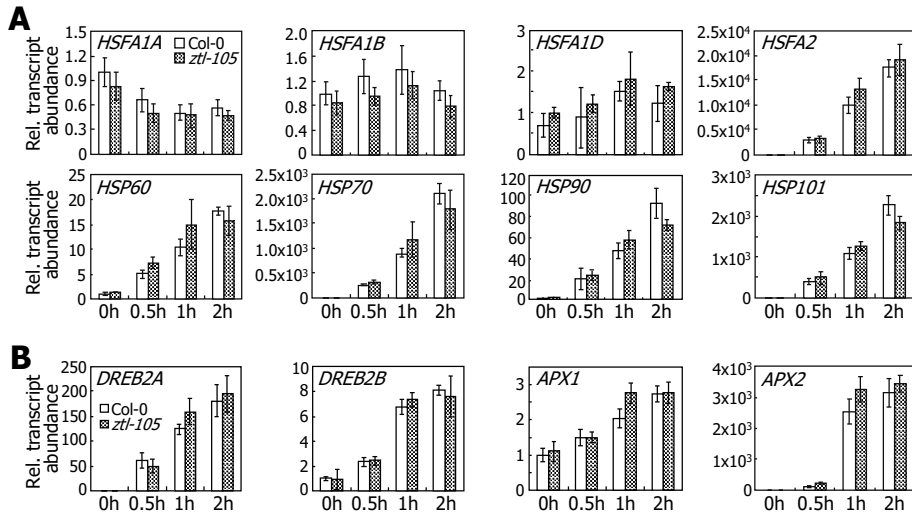 A
HSFA1A
Col-0
ztl-105
Rel. transcript abundance
1.5
1.2
0.9
0.6
0.3
0
HSFA1B
2.0
1.6
1.2
0.8
0.4
0
HSFA1D
3
2
1
0
HSFA2
2.5x10⁴
2.0x10⁴
1.5x10⁴
1.0x10⁴
0.5x10⁴
0
HSP60
Rel. transcript abundance
20
15
10
5
0
0h 0.5h 1h 2h
HSP70
2.5x10³
2.0x10³
1.5x10³
1.0x10³
0.5x10³
0
0h 0.5h 1h 2h
HSP90
120
100
80
60
40
20
0
0h 0.5h 1h 2h
HSP101
3x10³
2x10³
1x10³
0
0h 0.5h 1h 2h
B
DREB2A
Col-0
ztl-105
Rel. transcript abundance
250
200
150
100
50
0
0h 0.5h 1h 2h
DREB2B
10
8
6
4
2
0
0h 0.5h 1h 2h
APX1
3
2
1
0
0h 0.5h 1h 2h
APX2
4x10³
3x10³
2x10³
1x10³
0
0h 0.5h 1h 2h